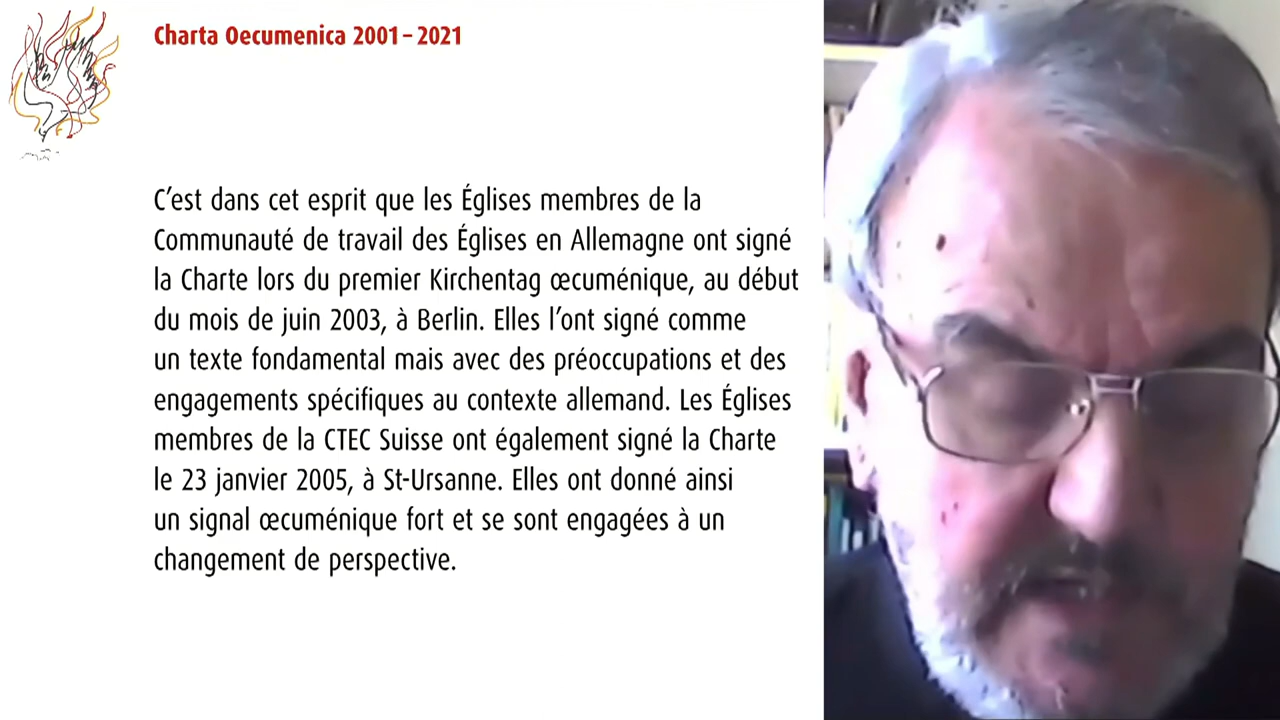 Charta Oecumenica 2001–2021
C’est dans cet esprit que les Églises membres de la
Communauté de travail des Églises en Allemagne ont signé
la Charte lors du premier Kirchentag œcuménique, au début
du mois de juin 2003, à Berlin. Elles l’ont signé comme
un texte fondamental mais avec des préoccupations et des
engagements spécifiques au contexte allemand. Les Églises
membres de la CTEC Suisse ont également signé la Charte
le 23 janvier 2005, à St-Ursanne. Elles ont donné ainsi
un signal œcuménique fort et se sont engagées à un
changement de perspective.